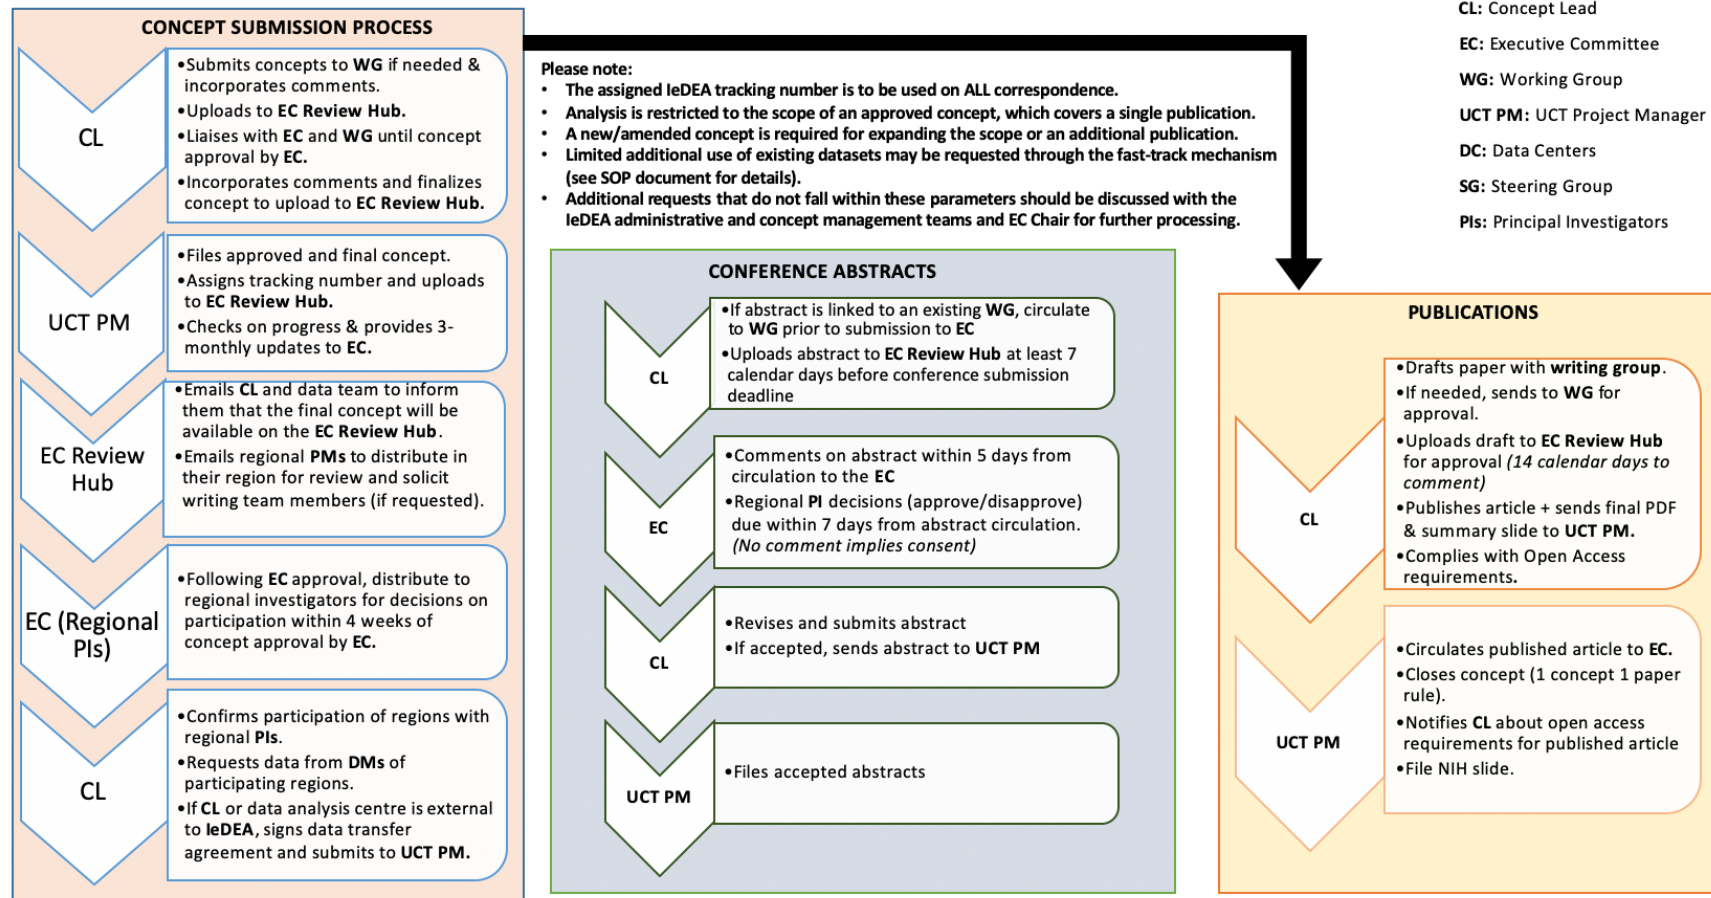 CONCEPT SUBMISSION PROCESS
CL
•Submits concepts to WG if needed &
incorporates comments.
•Uploads to EC Review Hub.
•Liaises with EC and WG until concept
approval by EC.
•Incorporates comments and finalizes
concept to upload to EC Review Hub.
UCT PM
•Files approved and final concept.
•Assigns tracking number and uploads
to EC Review Hub.
•Checks on progress & provides 3-
monthly updates to EC.
EC Review
Hub
•Emails CL and data team to inform
them that the final concept will be
available on the EC Review Hub.
•Emails regional PMs to distribute in
their region for review and solicit
writing team members (if requested).
EC (Regional
PIs)
•Following EC approval, distribute to
regional investigators for decisions on
participation within 4 weeks of
concept approval by EC.
CL
•Confirms participation of regions with
regional PIs.
•Requests data from DMs of
participating regions.
•If CL or data analysis centre is external
to IeDEA, signs data transfer
agreement and submits to UCT PM.
Please note:
• The assigned IeDEA tracking number is to be used on ALL correspondence.
• Analysis is restricted to the scope of an approved concept, which covers a single publication.
• A new/amended concept is required for expanding the scope or an additional publication.
• Limited additional use of existing datasets may be requested through the fast-track mechanism
(see SOP document for details).
• Additional requests that do not fall within these parameters should be discussed with the
IeDEA administrative and concept management teams and EC Chair for further processing.
CONFERENCE ABSTRACTS
CL
•If abstract is linked to an existing WG, circulate
to WG prior to submission to EC
•Uploads abstract to EC Review Hub at least 7
calendar days before conference submission
deadline
EC
•Comments on abstract within 5 days from
circulation to the EC
•Regional PI decisions (approve/disapprove)
due within 7 days from abstract circulation.
(No comment implies consent)
CL
•Revises and submits abstract
•If accepted, sends abstract to UCT PM
UCT PM
•Files accepted abstracts
CL: Concept Lead
EC: Executive Committee
WG: Working Group
UCT PM: UCT Project Manager
DC: Data Centers
SG: Steering Group
PIs: Principal Investigators
PUBLICATIONS
CL
•Drafts paper with writing group.
•If needed, sends to WG for
approval.
•Uploads draft to EC Review Hub
for approval (14 calendar days to
comment)
•Publishes article + sends final PDF
& summary slide to UCT PM.
•Complies with Open Access
requirements.
UCT PM
•Circulates published article to EC.
•Closes concept (1 concept 1 paper
rule).
•Notifies CL about open access
requirements for published article
•File NIH slide.